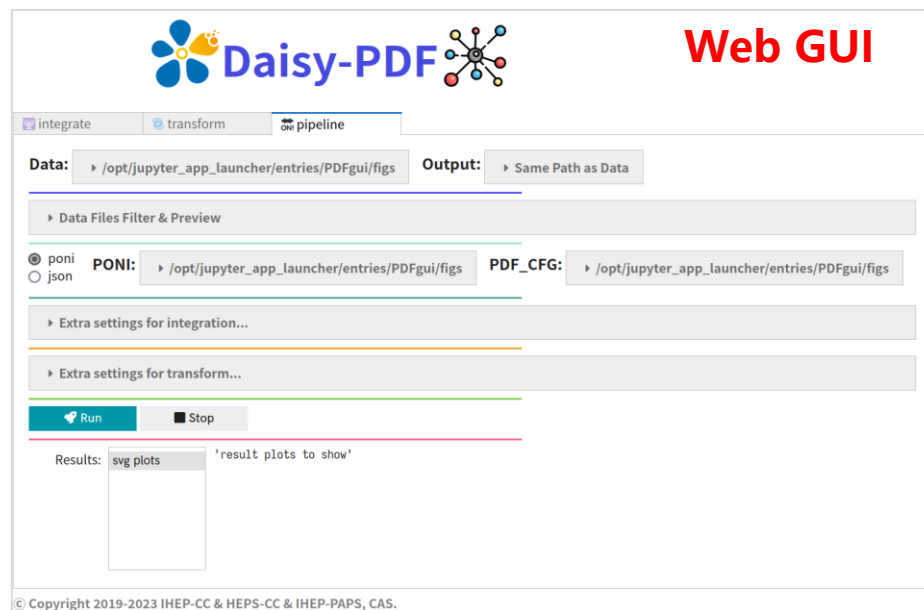 Daisy-PDF
Web GUI
integrate
transform
ON! pipeline
Data: /opt/jupyter_app_launcher/entries/PDFgui/figs Output: Same Path as Data
Data Files Filter & Preview
poni
json
PONI: /opt/jupyter_app_launcher/entries/PDFgui/figs PDF_CFG: /opt/jupyter_app_launcher/entries/PDFgui/figs
Extra settings for integration...
Extra settings for transform...
Run Stop
Results: svg plots 'result plots to show'
© Copyright 2019-2023 IHEP-CC & HEPS-CC & IHEP-PAPS, CAS.